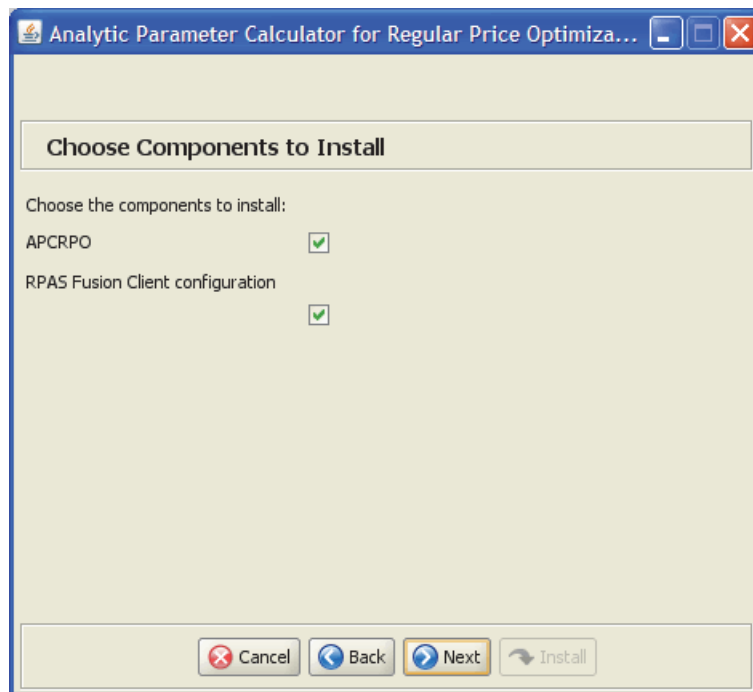 Analytic Parameter Calculator for Regular Price Optimiza...
Choose Components to Install
Choose the components to install:
APCRPO
RPAS Fusion Client configuration
Cancel Back Next Install